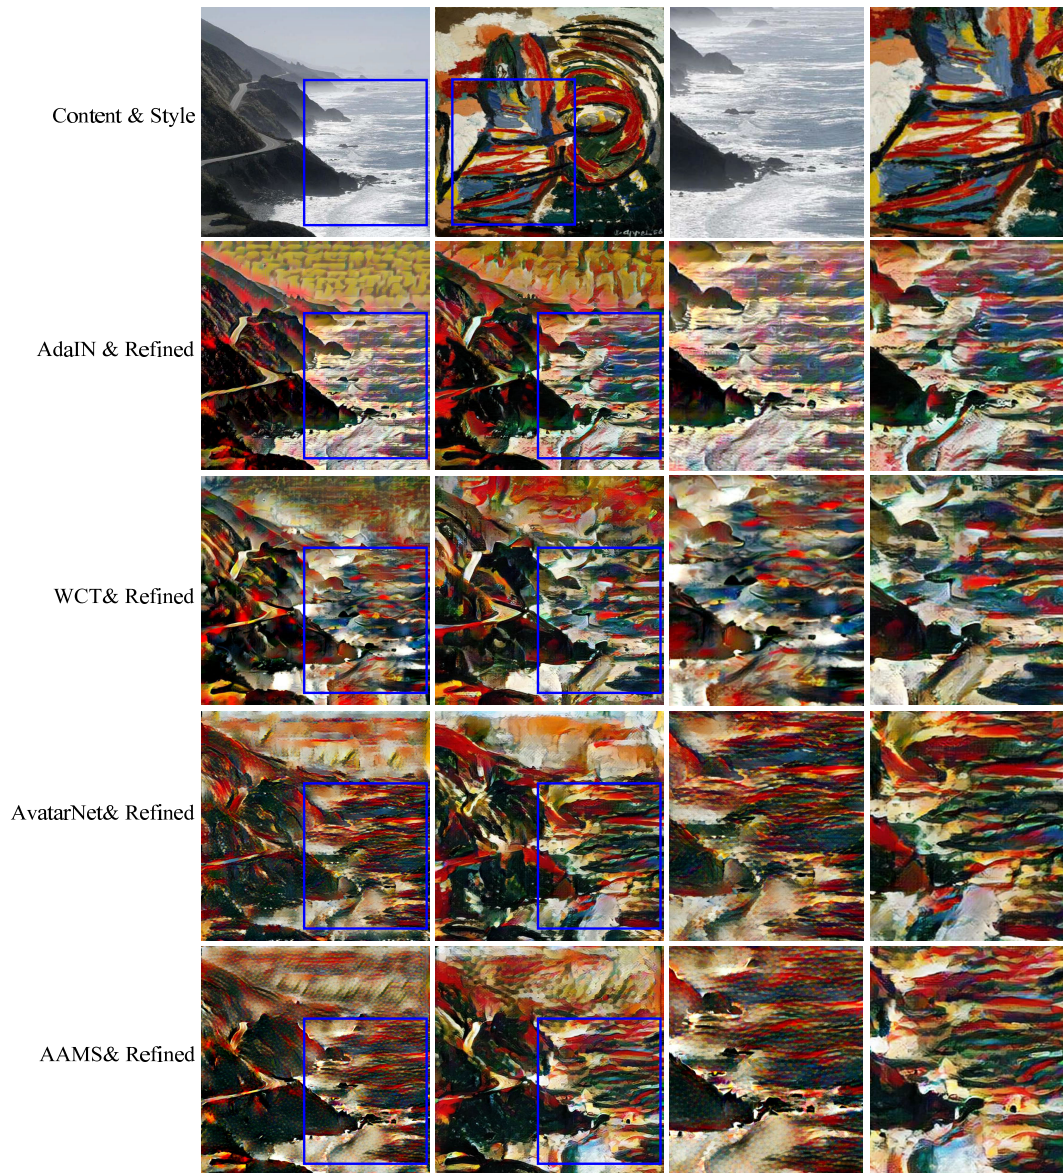 Content & Style
AdaIN & Refined
WCT& Refined
AvatarNet& Refined
AAMS& Refined